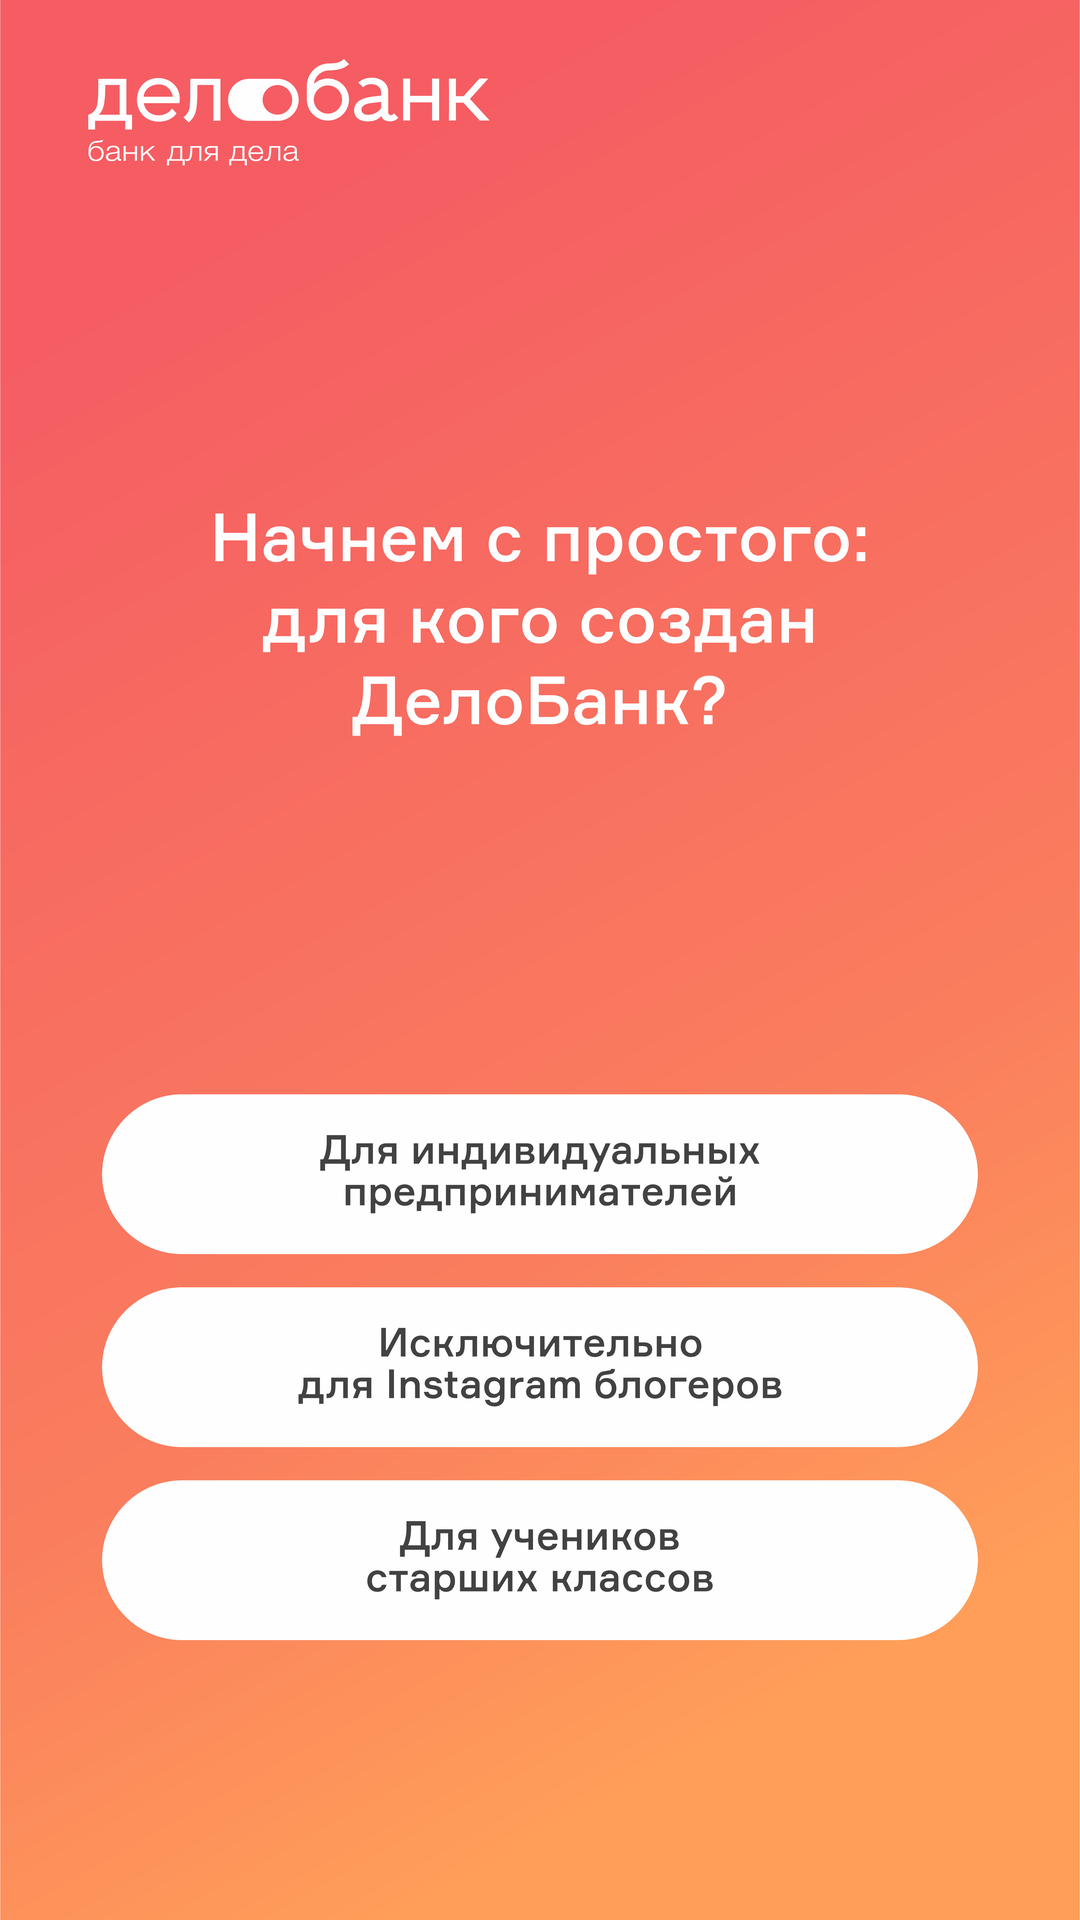 делобанк
банк для дела
Начнем с простого:
для кого создан
ДелоБанк?
Для индивидуальных
предпринимателей
Исключительно
для Instagram блогеров
Для учеников
старших классов